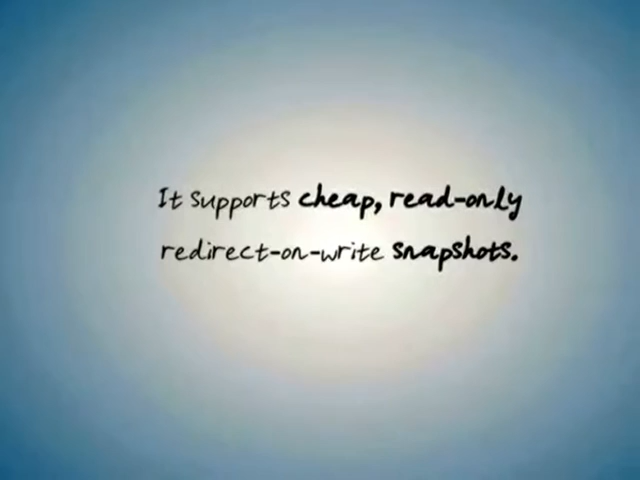 It supports cheap, read-only
redirect-on-write snapshots.